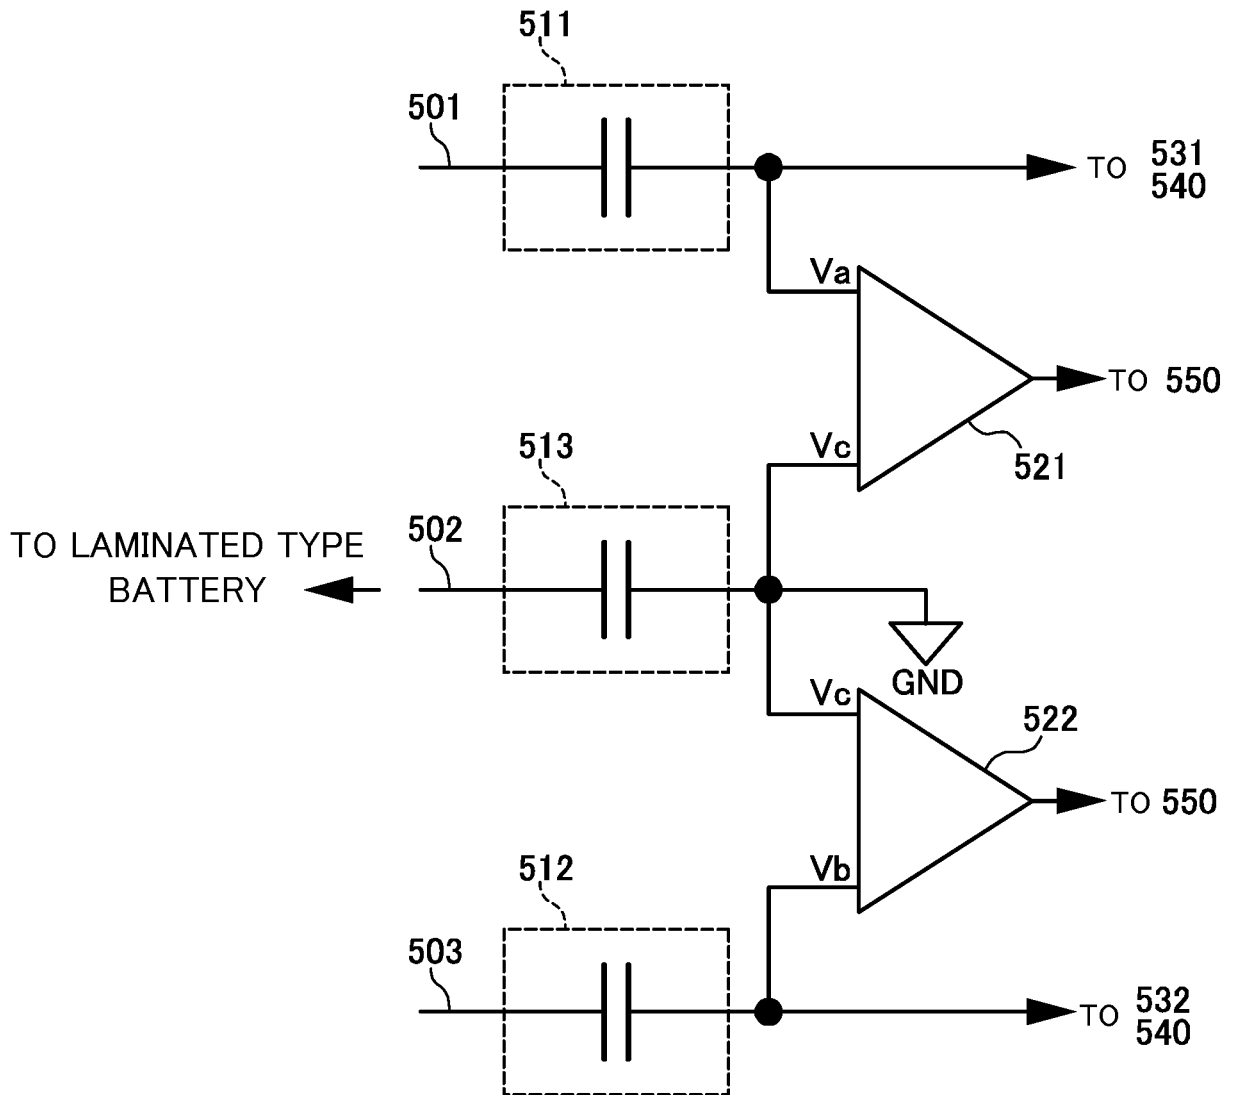 511
501
TO 531
540
Va
TO 550
Vc
521
513
502
TO LAMINATED TYPE
BATTERY
GND
Vc
522
TO 550
Vb
512
503
TO 532
540